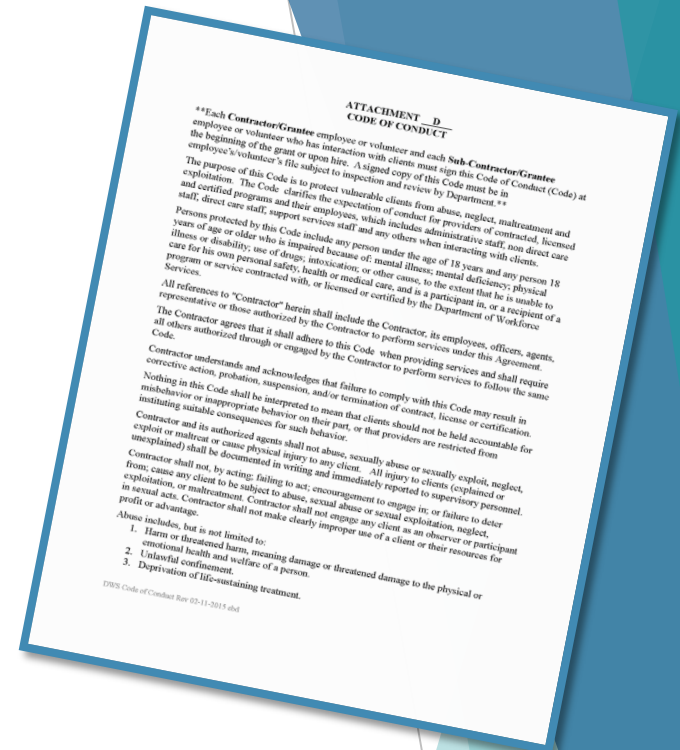 ATTACHMENT __D__
CODE OF CONDUCT
**Each Contractor/Grantee employee or volunteer and each Sub-Contractor/Grantee
employee or volunteer who has interaction with clients must sign this Code of Conduct (Code) at
the beginning of the grant or upon hire. A signed copy of this Code must be in
employee's/volunteer's file subject to inspection and review by Department.**
The purpose of this Code is to protect vulnerable clients from abuse, neglect, maltreatment and
exploitation. The Code clarifies the expectation of conduct for providers of contracted, licensed
and certified programs and their employees, which includes administrative staff, non direct care
staff, direct care staff, support services staff and any others when interacting with clients.
Persons protected by this Code include any person under the age of 18 years and any person 18
years of age or older who is impaired because of: mental illness; mental deficiency; physical
illness or disability; use of drugs; intoxication; or other cause, to the extent that he is unable to
care for his own personal safety, health or medical care, and is a participant in, or a recipient of a
program or service contracted with, or licensed or certified by the Department of Workforce
Services.
All references to "Contractor" herein shall include the Contractor, its employees, officers, agents,
representative or those authorized by the Contractor to perform services under this Agreement.
The Contractor agrees that it shall adhere to this Code when providing services and shall require
all others authorized through or engaged by the Contractor to perform services to follow the same
Code.
Contractor understands and acknowledges that failure to comply with this Code may result in
corrective action, probation, suspension, and/or termination of contract, license or certification.
Nothing in this Code shall be interpreted to mean that clients should not be held accountable for
misbehavior or inappropriate behavior on their part, or that providers are restricted from
instituting suitable consequences for such behavior.
Contractor and its authorized agents shall not abuse, sexually abuse or sexually exploit, neglect,
exploit or maltreat or cause physical injury to any client. All injury to clients (explained or
unexplained) shall be documented in writing and immediately reported to supervisory personnel.
Contractor shall not, by acting; failing to act; encouragement to engage in; or failure to deter
from; cause any client to be subject to abuse, sexual abuse or sexual exploitation, neglect,
exploitation, or maltreatment. Contractor shall not engage any client as an observer or participant
in sexual acts. Contractor shall not make clearly improper use of a client or their resources for
profit or advantage.
Abuse includes, but is not limited to:
1. Harm or threatened harm, meaning damage or threatened damage to the physical or
emotional health and welfare of a person.
2. Unlawful confinement.
3. Deprivation of life-sustaining treatment.
DWS Code of Conduct Rev 02-11-2015 ebd